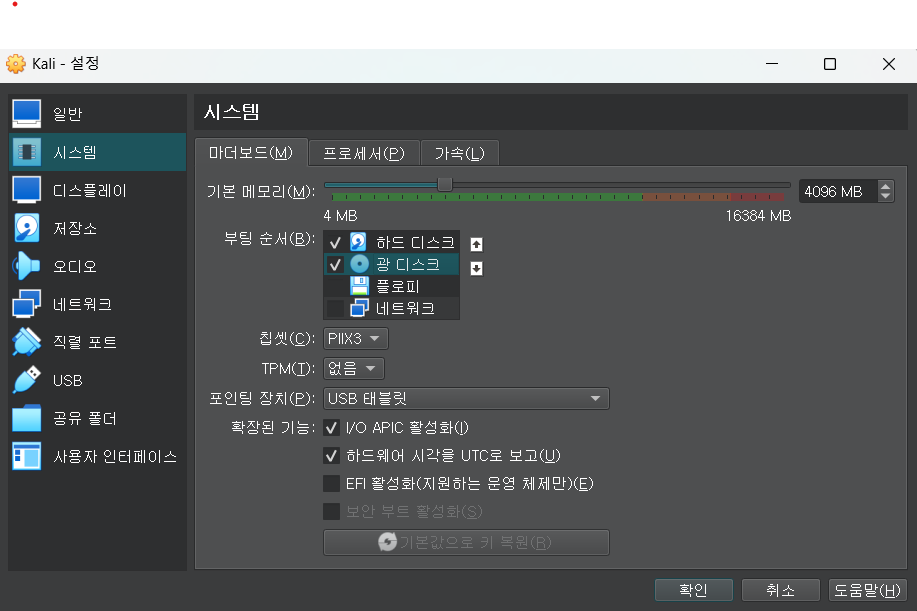 Kali - 설정
일반
시스템
디스플레이
저장소
오디오
네트워크
직렬 포트
USB
공유 폴더
사용자 인터페이스
시스템
마더보드(M) 프로세서(P) 가속(L)
기본 메모리(M): 4096 MB
4 MB 16384 MB
부팅 순서(B): 하드 디스크
광 디스크
플로피
네트워크
칩셋(C): PIIX3
TPM(T): 없음
포인팅 장치(P): USB 태블릿
확장된 기능: I/O APIC 활성화(I)
하드웨어 시각을 UTC로 보고(U)
EFI 활성화(지원하는 운영 체제만)(E)
보안 부트 활성화(S)
기본값으로 키 복원(R)
확인 취소 도움말(H)